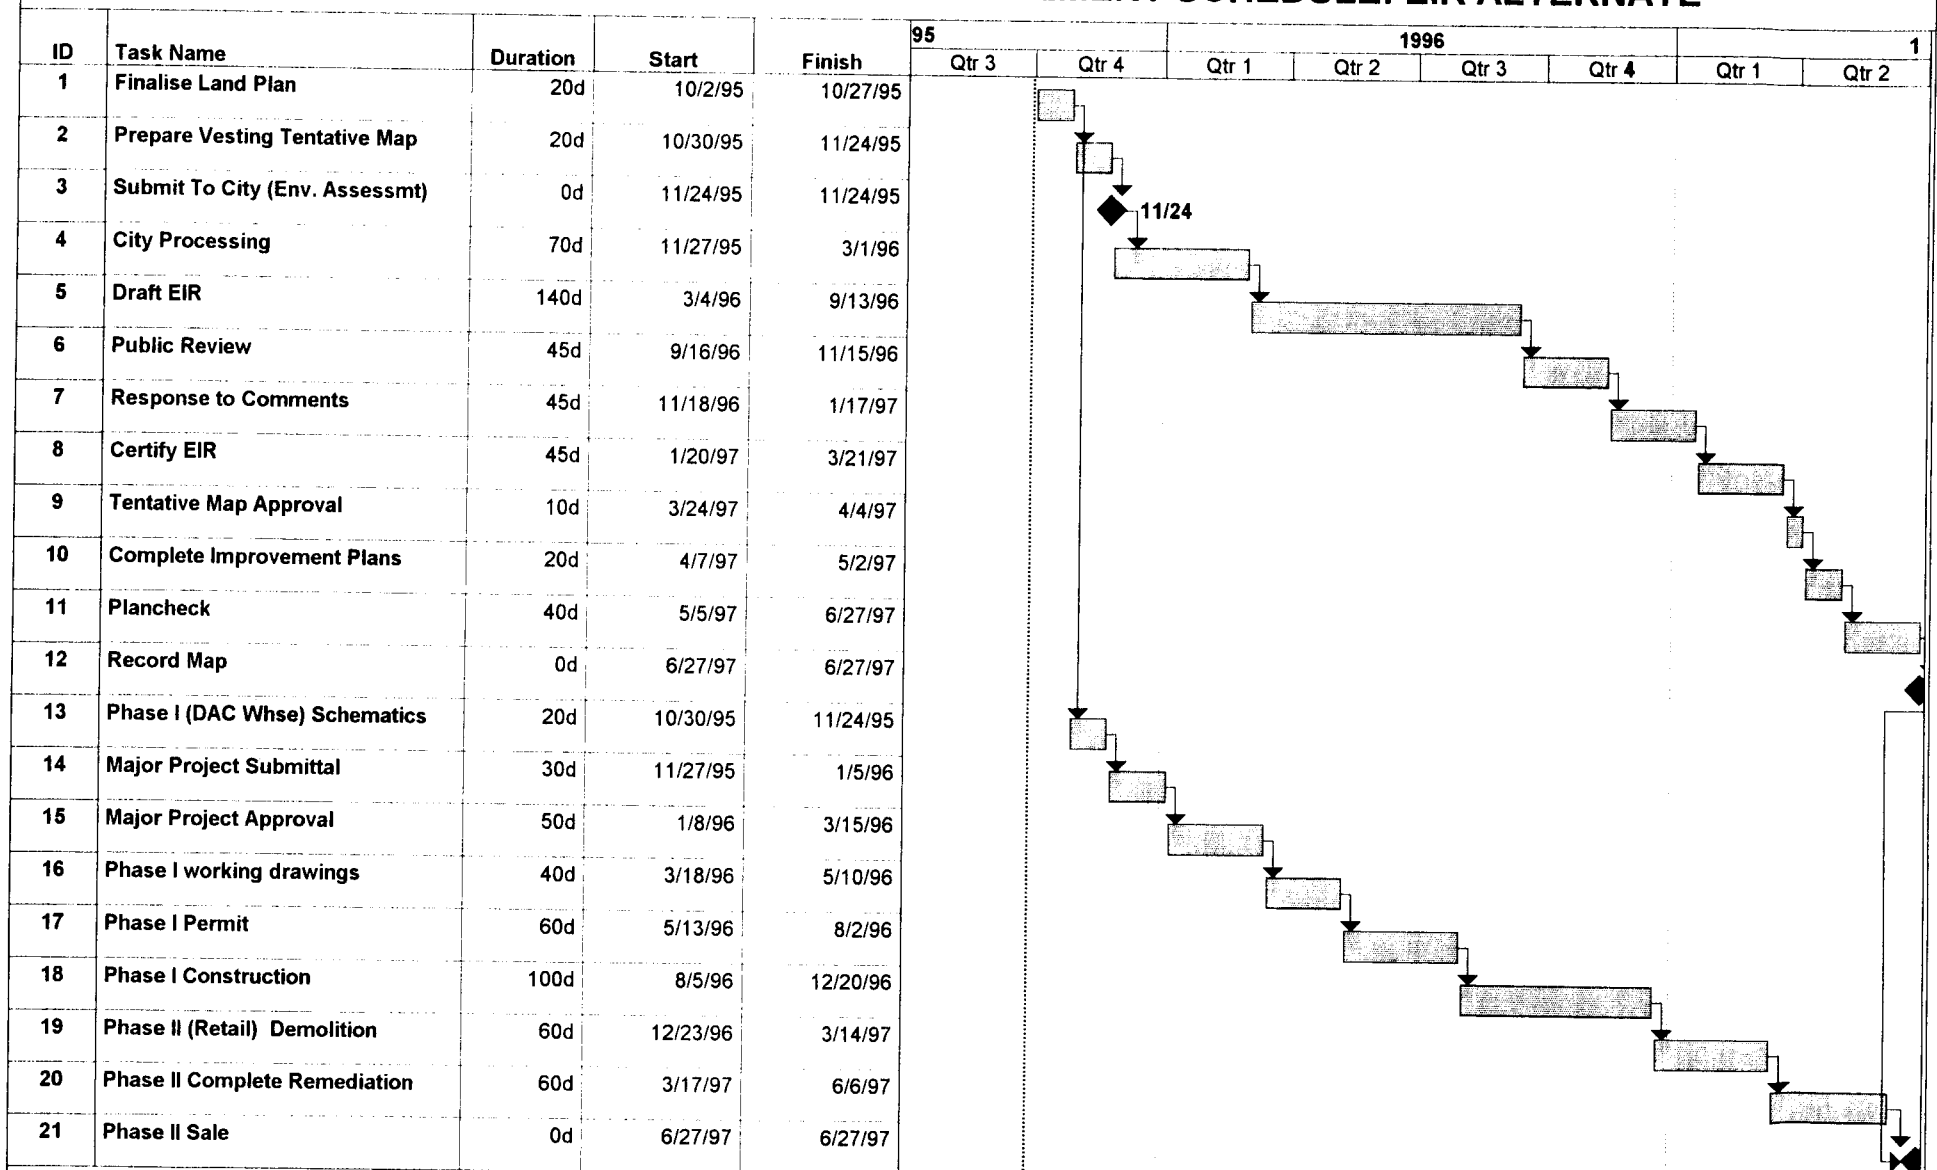 SCHEDULE: EIR ALTERNATE
95 1996 1
ID Task Name Duration Start Finish Qtr 3 Qtr 4 Qtr 1 Qtr 2 Qtr 3 Qtr 4 Qtr 1 Qtr 2
1 Finalise Land Plan 20d 10/2/95 10/27/95
2 Prepare Vesting Tentative Map 20d 10/30/95 11/24/95
3 Submit To City (Env. Assessmt) 0d 11/24/95 11/24/95 11/24
4 City Processing 70d 11/27/95 3/1/96
5 Draft EIR 140d 3/4/96 9/13/96
6 Public Review 45d 9/16/96 11/15/96
7 Response to Comments 45d 11/18/96 1/17/97
8 Certify EIR 45d 1/20/97 3/21/97
9 Tentative Map Approval 10d 3/24/97 4/4/97
10 Complete Improvement Plans 20d 4/7/97 5/2/97
11 Plancheck 40d 5/5/97 6/27/97
12 Record Map 0d 6/27/97 6/27/97
13 Phase I (DAC Whse) Schematics 20d 10/30/95 11/24/95
14 Major Project Submittal 30d 11/27/95 1/5/96
15 Major Project Approval 50d 1/8/96 3/15/96
16 Phase I working drawings 40d 3/18/96 5/10/96
17 Phase I Permit 60d 5/13/96 8/2/96
18 Phase I Construction 100d 8/5/96 12/20/96
19 Phase II (Retail) Demolition 60d 12/23/96 3/14/97
20 Phase II Complete Remediation 60d 3/17/97 6/6/97
21 Phase II Sale 0d 6/27/97 6/27/97